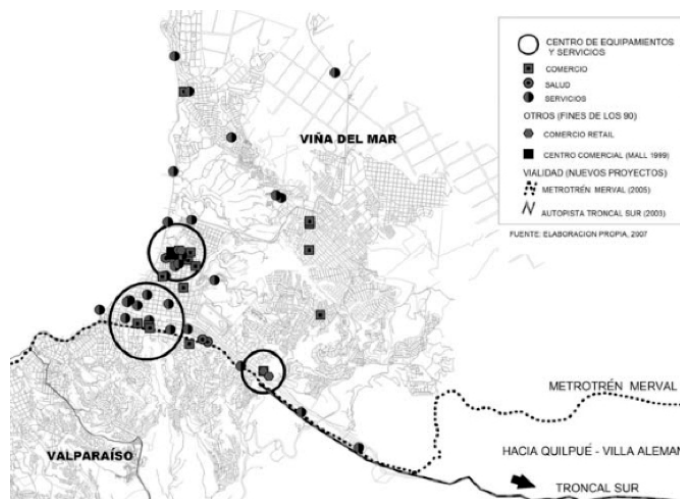 CENTRO DE EQUIPAMIENTOS
Y SERVICIOS
COMERCIO
SALUD
SERVICIOS
OTROS (FINES DE LOS 90)
COMERCIO RETAIL
CENTRO COMERCIAL (MALL 1999)
VIALIDAD (NUEVOS PROYECTOS)
METROTRÉN MERVAL (2005)
AUTOPISTA TRONCAL SUR (2003)
FUENTE: ELABORACION PROPIA, 2007
VIÑA DEL MAR
METROTRÉN MERVAL
VALPARAÍSO
HACIA QUILPUÉ - VILLA ALEMAN
TRONCAL SUR